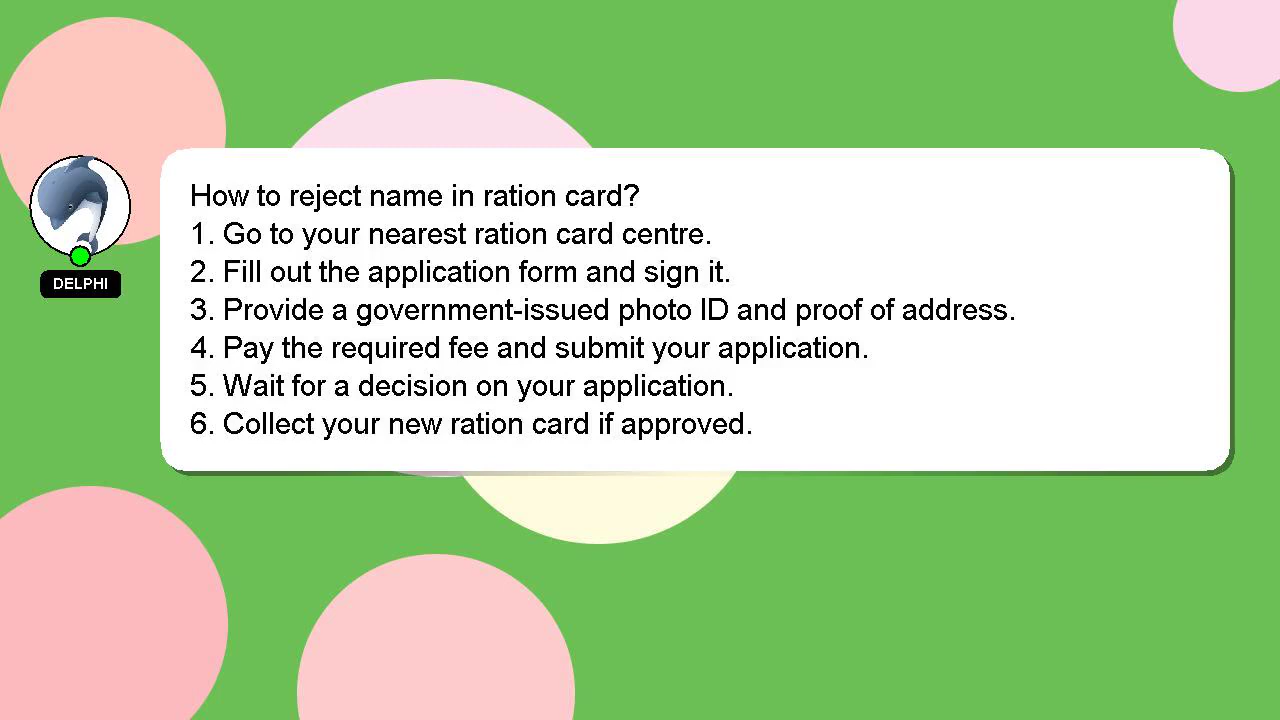 DELPHI
How to reject name in ration card?
1. Go to your nearest ration card centre.
2. Fill out the application form and sign it.
3. Provide a government-issued photo ID and proof of address.
4. Pay the required fee and submit your application.
5. Wait for a decision on your application.
6. Collect your new ration card if approved.